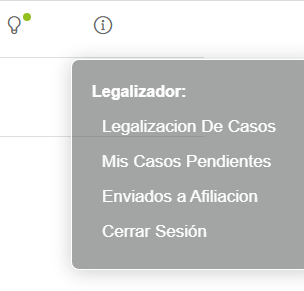 Legalizador:
Legalizacion De Casos
Mis Casos Pendientes
Enviados a Afiliacion
Cerrar Sesión